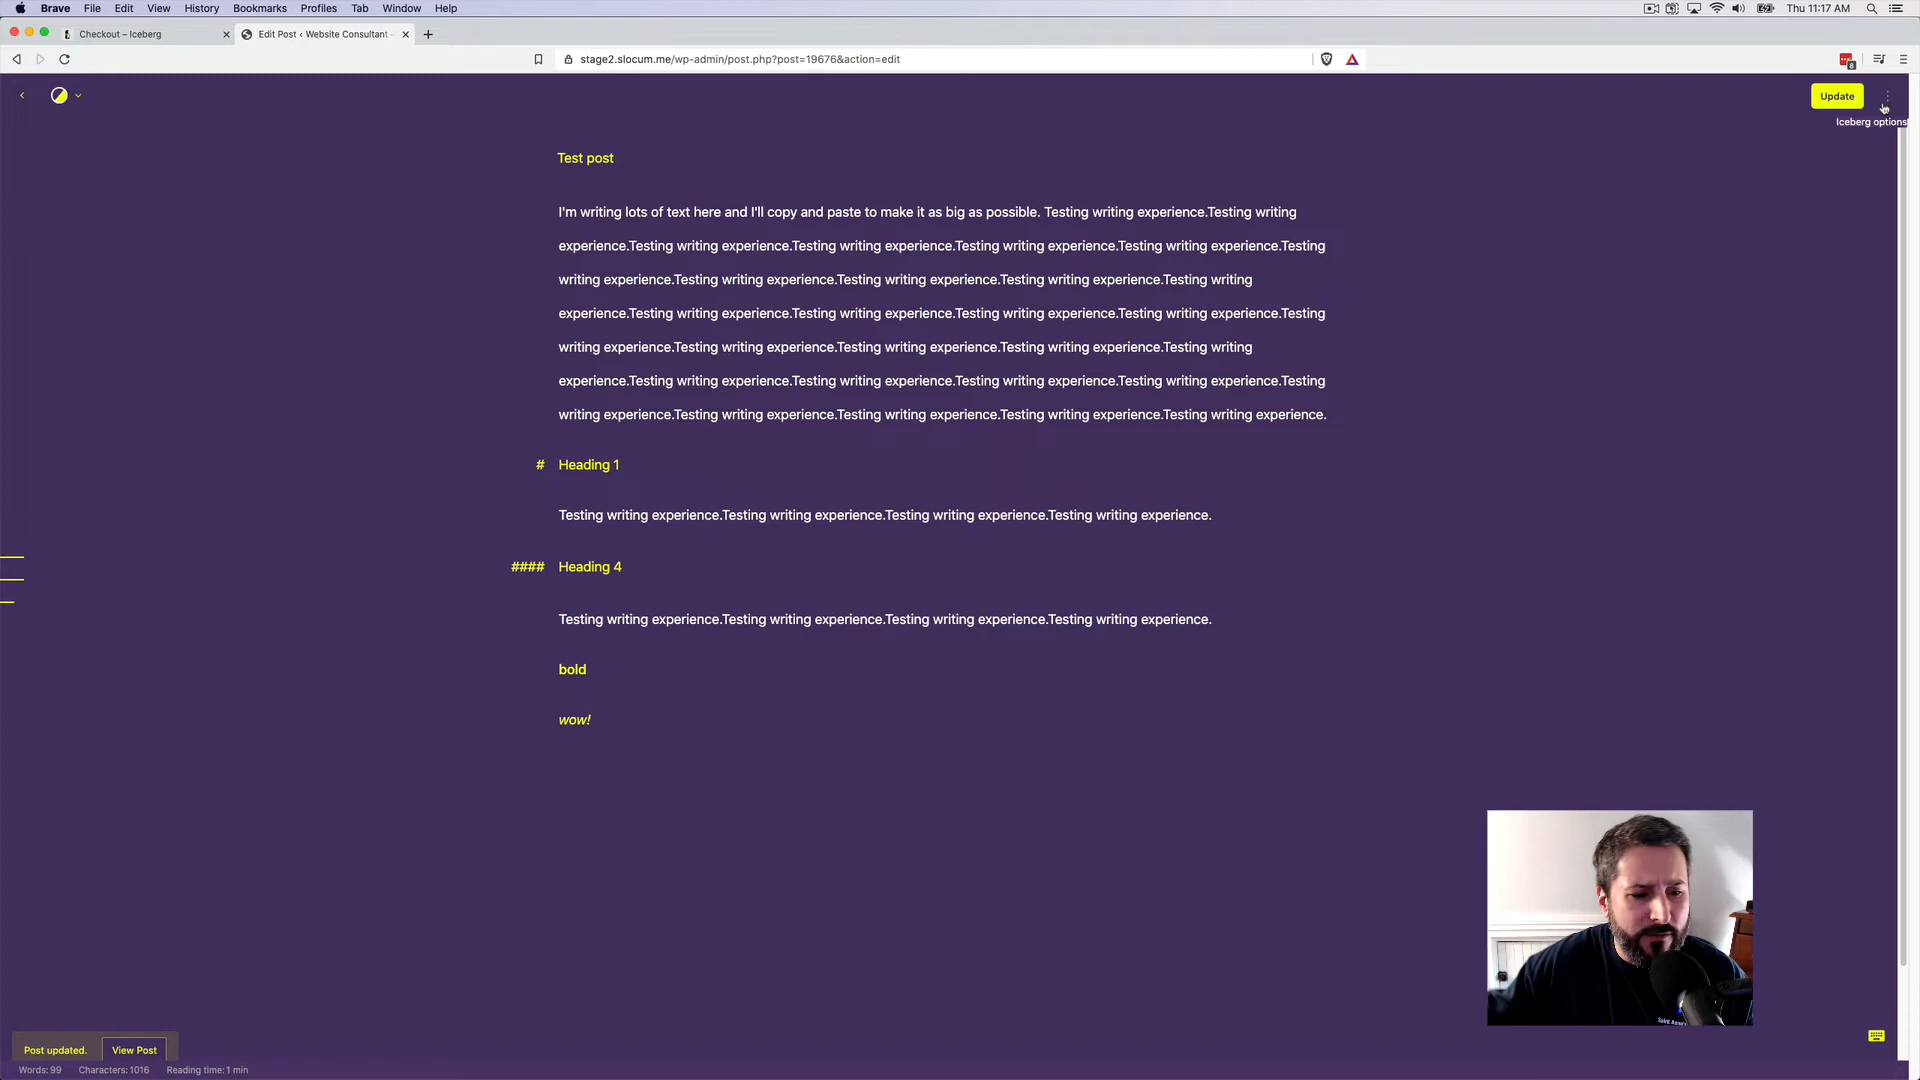 Brave File Edit View History Bookmarks Profiles Tab Window Help Thu 11:17 AM
Checkout – Iceberg Edit Post ‹ Website Consultant -
stage2.slocum.me/wp-admin/post.php?post=19676&action=edit
8
Update
Iceberg options
Test post
I'm writing lots of text here and I'll copy and paste to make it as big as possible. Testing writing experience.Testing writing
experience.Testing writing experience.Testing writing experience.Testing writing experience.Testing writing experience.Testing
writing experience.Testing writing experience.Testing writing experience.Testing writing experience.Testing writing
experience.Testing writing experience.Testing writing experience.Testing writing experience.Testing writing experience.Testing
writing experience.Testing writing experience.Testing writing experience.Testing writing experience.Testing writing
experience.Testing writing experience.Testing writing experience.Testing writing experience.Testing writing experience.Testing
writing experience.Testing writing experience.Testing writing experience.Testing writing experience.Testing writing experience.
# Heading 1
Testing writing experience.Testing writing experience.Testing writing experience.Testing writing experience.
#### Heading 4
Testing writing experience.Testing writing experience.Testing writing experience.Testing writing experience.
bold
wow!
Saint Anne's
Post updated. View Post
Words: 99 Characters: 1016 Reading time: 1 min